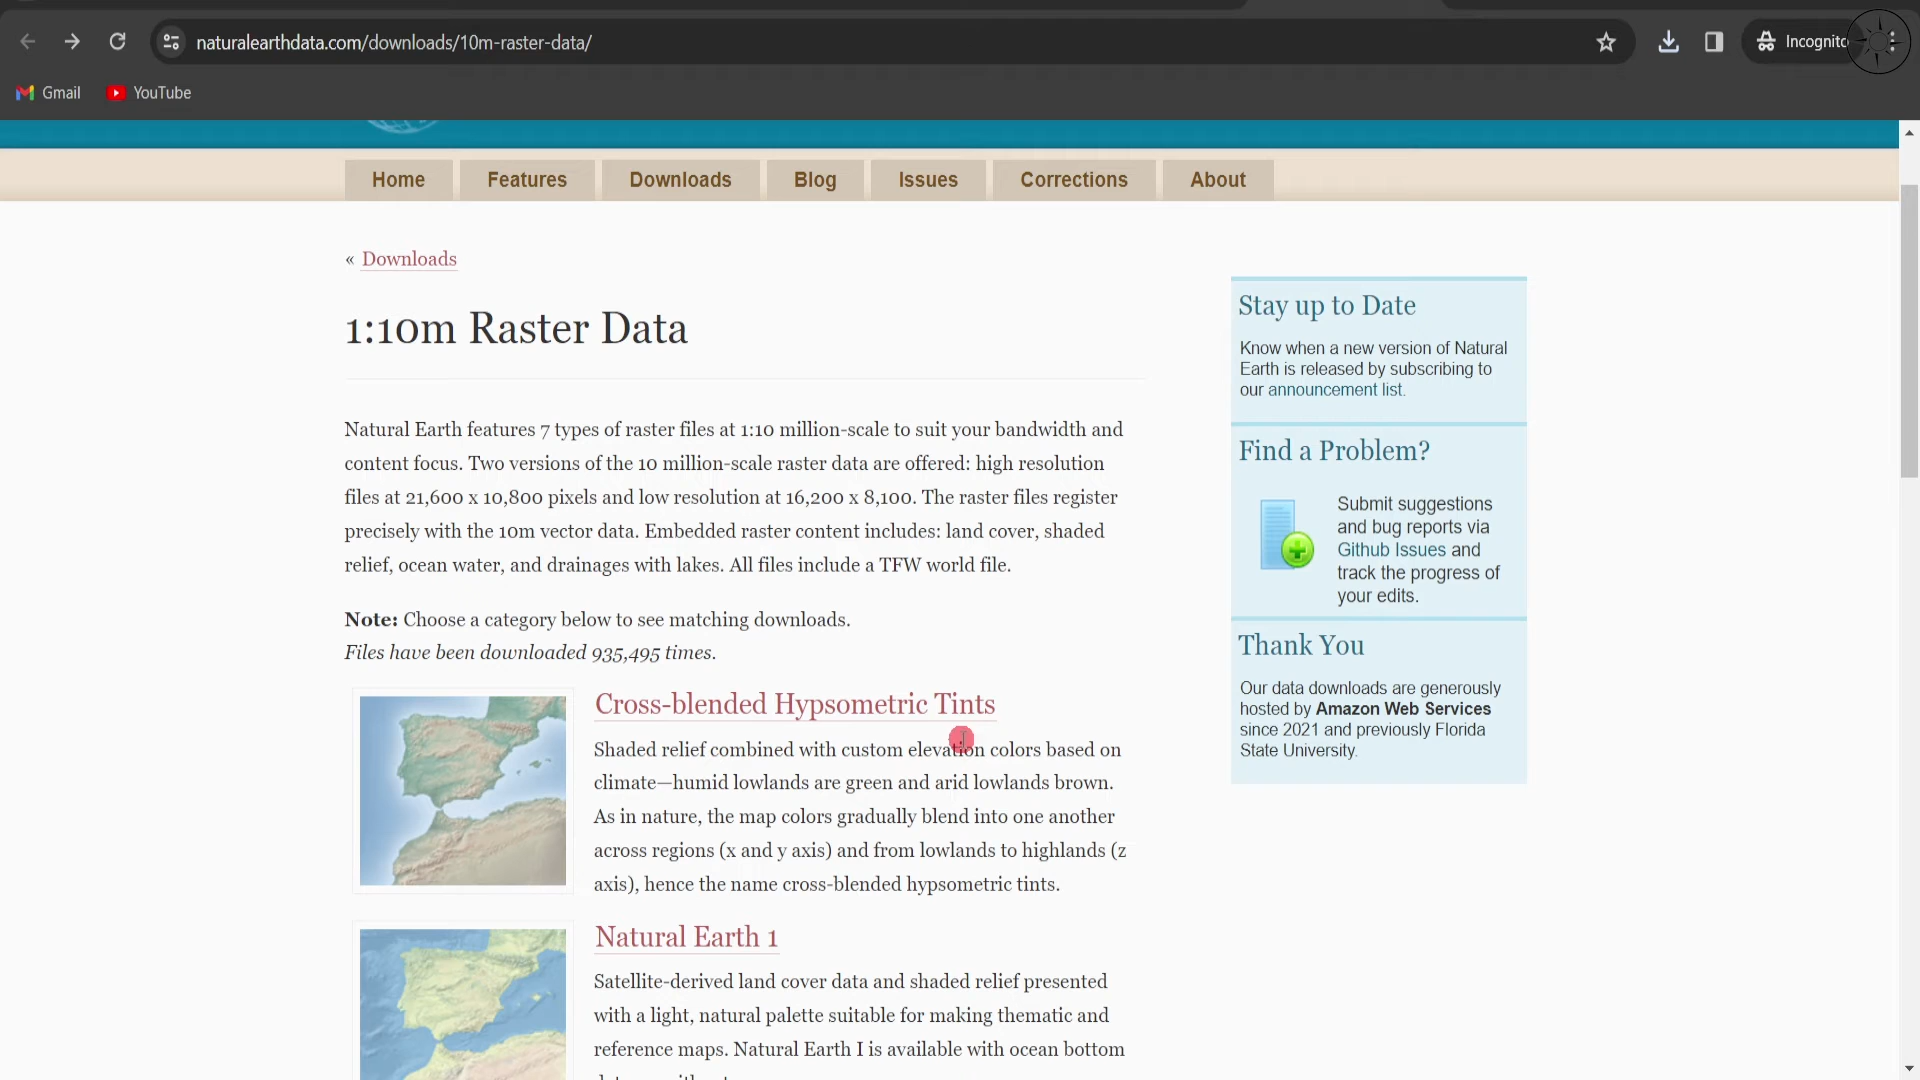 naturalearthdata.com/downloads/10m-raster-data/
Incognito
Gmail
YouTube
Home
Features
Downloads
Blog
Issues
Corrections
About
« Downloads
1:10m Raster Data
Natural Earth features 7 types of raster files at 1:10 million-scale to suit your bandwidth and
content focus. Two versions of the 10 million-scale raster data are offered: high resolution
files at 21,600 x 10,800 pixels and low resolution at 16,200 x 8,100. The raster files register
precisely with the 10m vector data. Embedded raster content includes: land cover, shaded
relief, ocean water, and drainages with lakes. All files include a TFW world file.
Note: Choose a category below to see matching downloads.
Files have been downloaded 935,495 times.
Cross-blended Hypsometric Tints
Shaded relief combined with custom elevation colors based on
climate—humid lowlands are green and arid lowlands brown.
As in nature, the map colors gradually blend into one another
across regions (x and y axis) and from lowlands to highlands (z
axis), hence the name cross-blended hypsometric tints.
Natural Earth 1
Satellite-derived land cover data and shaded relief presented
with a light, natural palette suitable for making thematic and
reference maps. Natural Earth I is available with ocean bottom
Stay up to Date
Know when a new version of Natural
Earth is released by subscribing to
our announcement list.
Find a Problem?
Submit suggestions
and bug reports via
Github Issues and
track the progress of
your edits.
Thank You
Our data downloads are generously
hosted by Amazon Web Services
since 2021 and previously Florida
State University.